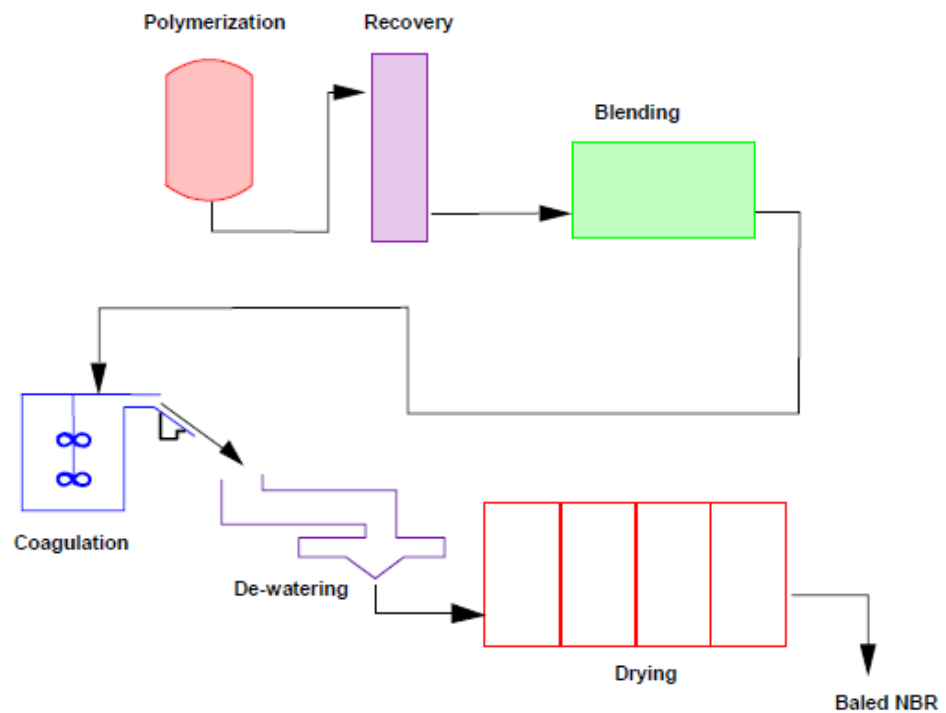 Polymerization
Recovery
Blending
Coagulation
De-watering
Drying
Baled NBR